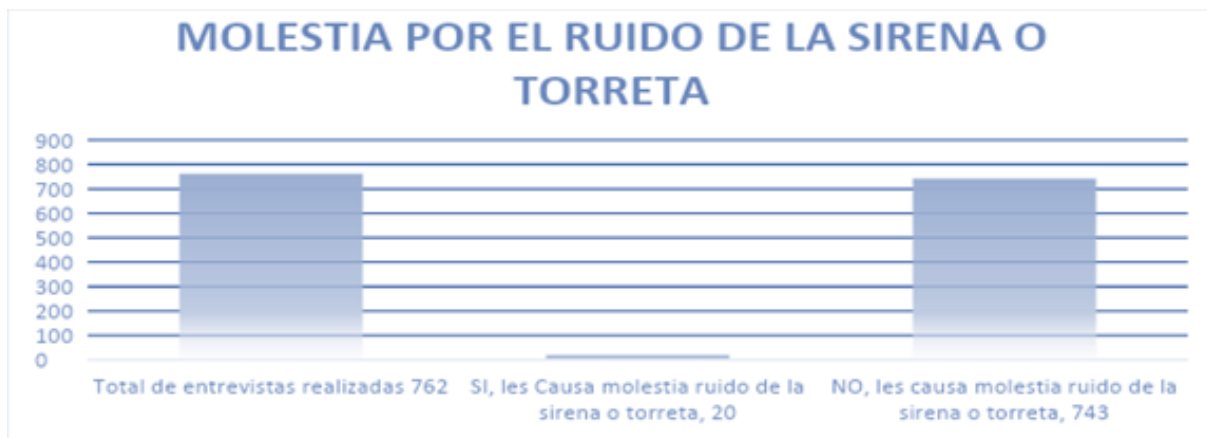 MOLESTIA POR EL RUIDO DE LA SIRENA O
TORRETA
900
800
700
600
500
400
300
200
100
0
Total de entrevistas realizadas 762
SI, les Causa molestia ruido de la
sirena o torreta, 20
NO, les causa molestia ruido de la
sirena o torreta, 743